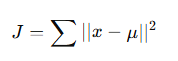 J = ∑ ||x − μ||²